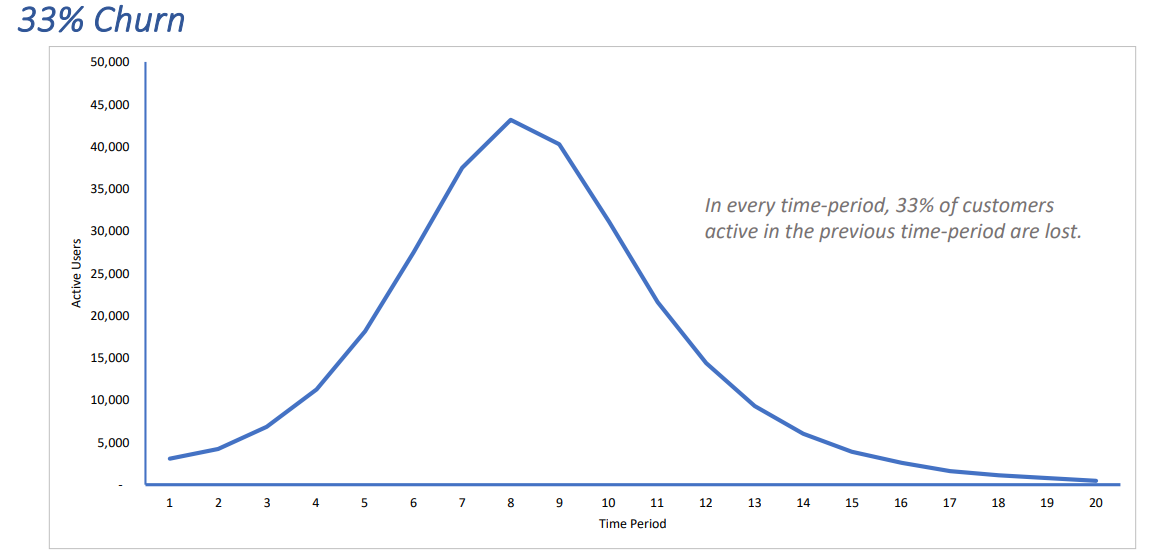 33% Churn
50,000
45,000
40,000
35,000
30,000
25,000
20,000
15,000
10,000
5,000
-
Active Users
In every time-period, 33% of customers
active in the previous time-period are lost.
1 2 3 4 5 6 7 8 9 10 11 12 13 14 15 16 17 18 19 20
Time Period